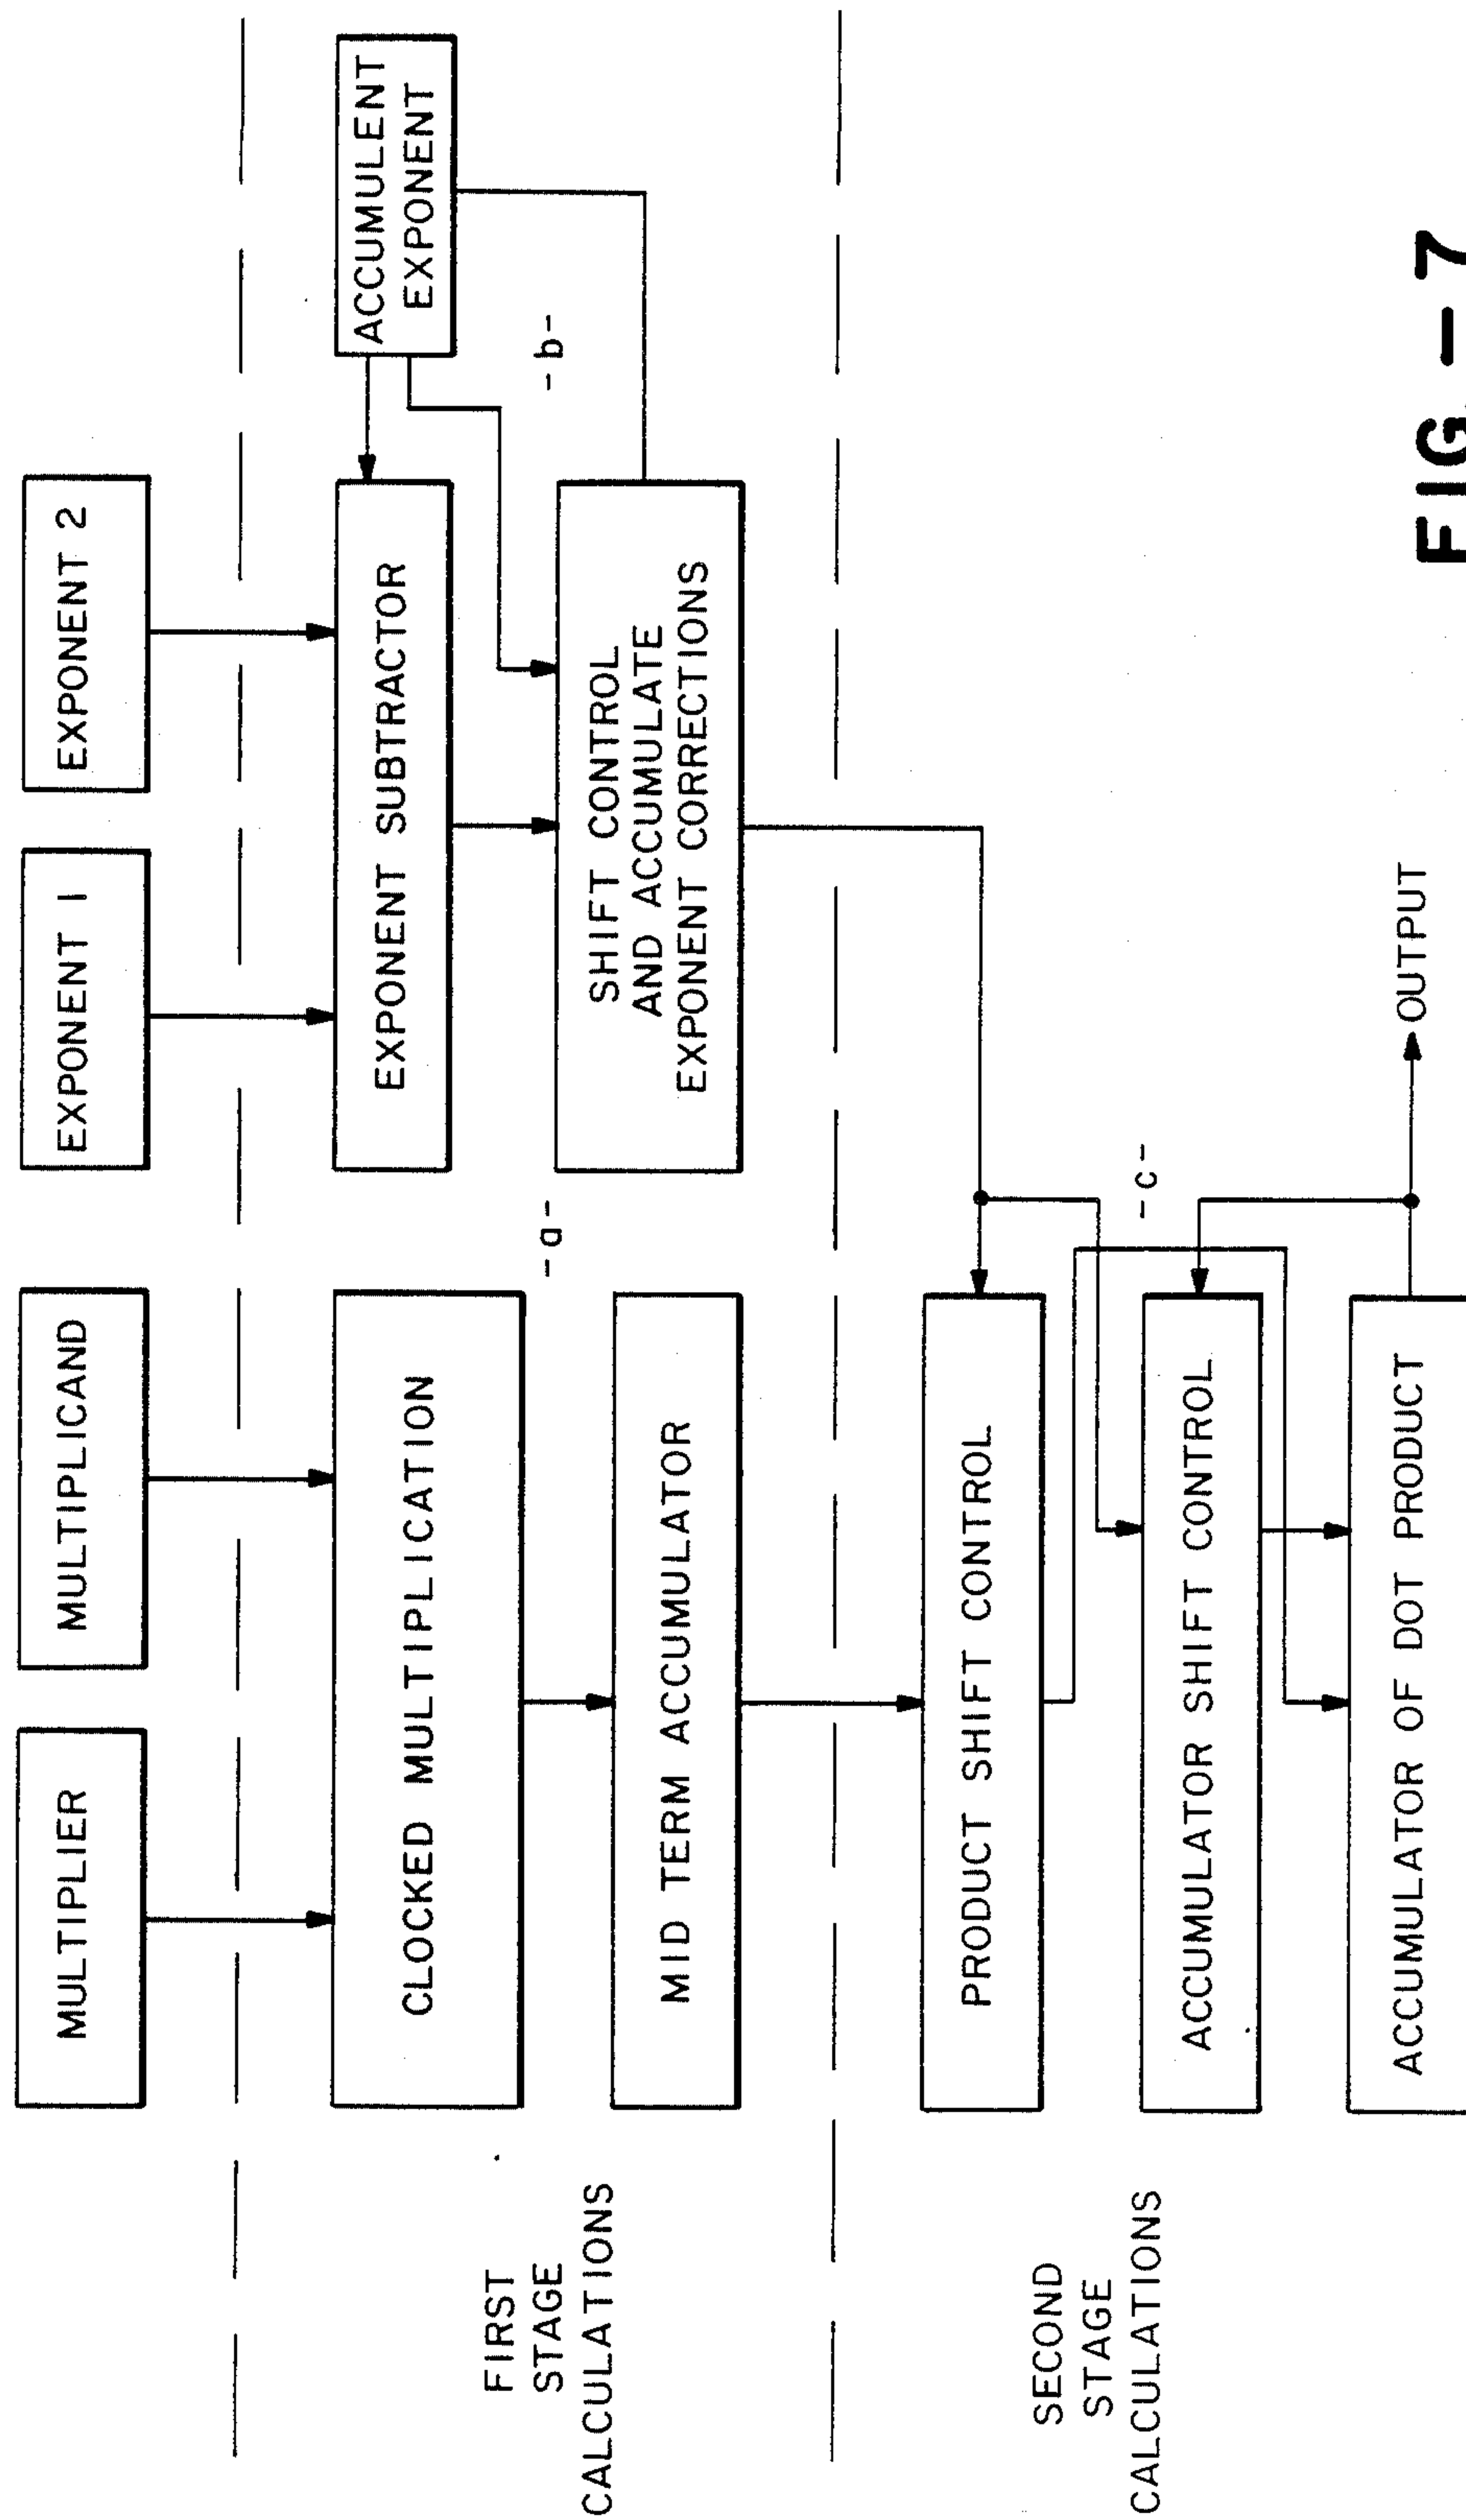 MULTIPLIER
MULTIPLICAND
EXPONENT 1
EXPONENT 2
FIRST
STAGE
CALCULATIONS
CLOCKED MULTIPLICATION
MID TERM ACCUMULATOR
-a-
EXPONENT SUBTRACTOR
ACCUMULENT
EXPONENT
-b-
SHIFT CONTROL
AND ACCUMULATE
EXPONENT CORRECTIONS
SECOND
STAGE
CALCULATIONS
PRODUCT SHIFT CONTROL
ACCUMULATOR SHIFT CONTROL
-c-
ACCUMULATOR OF DOT PRODUCT
OUTPUT
FIG.-7